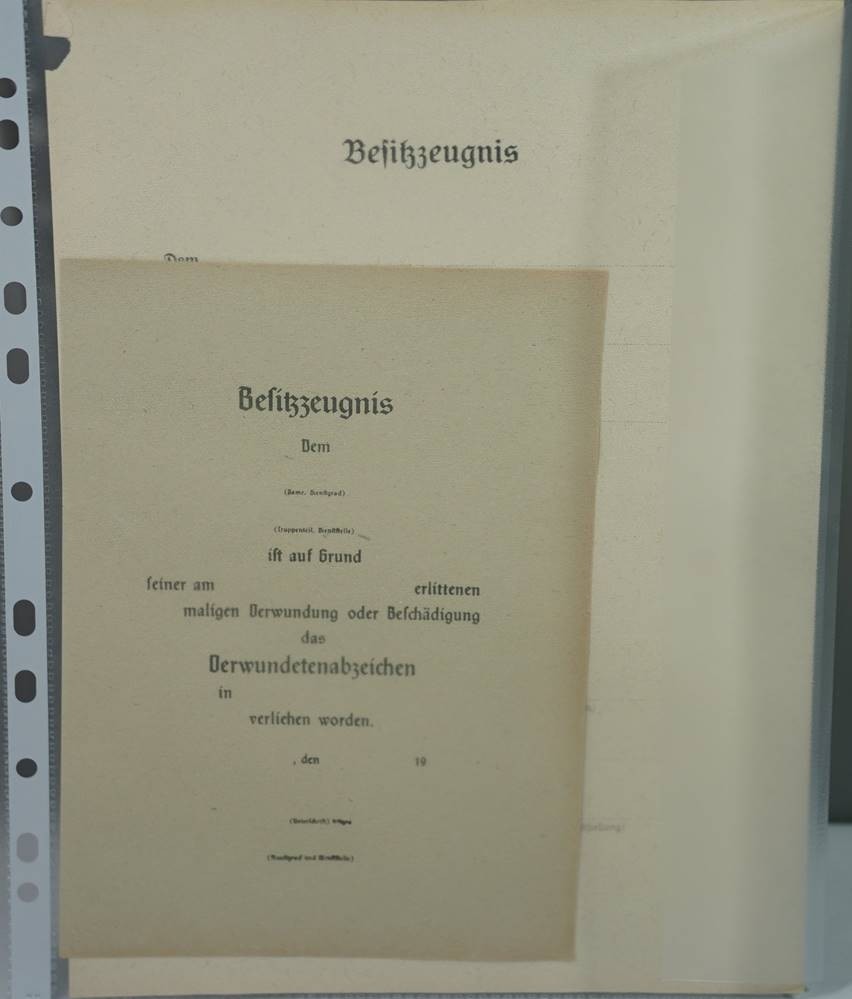 Besitzzeugnis
Dem
Besitzzeugnis
Dem
(Name, Dienstgrad)
(Truppenteil, Dienststelle)
ist auf Grund
seiner am erlittenen
maligen Verwundung oder Beschädigung
das
Verwundetenabzeichen
in
verliehen worden.
, den 19
(Unterschrift)
(Dienstgrad und Dienststelle)